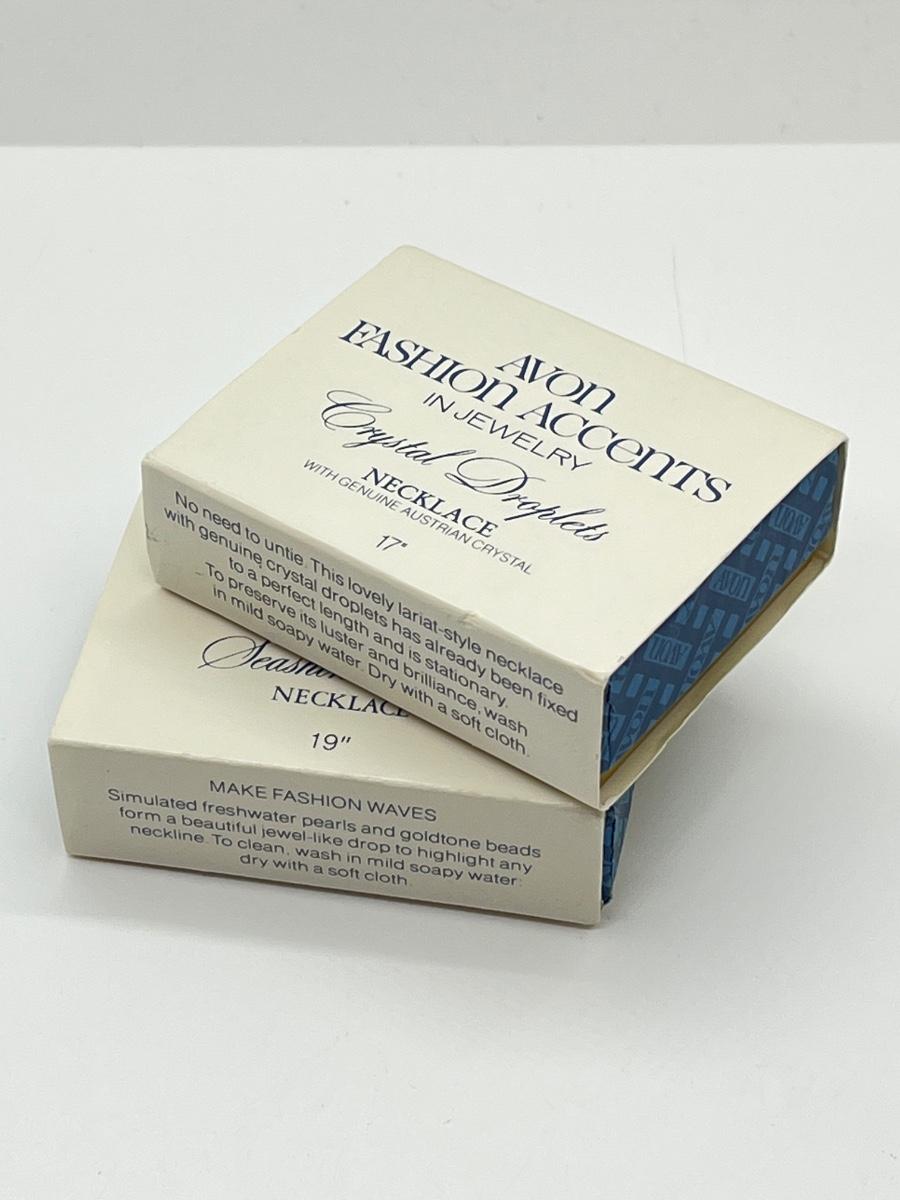 AVON
FASHION ACCENTS
IN JEWELRY
Crystal Droplets
NECKLACE
WITH GENUINE AUSTRIAN CRYSTAL
17"
No need to untie. This lovely lariat-style necklace
with genuine crystal droplets has already been fixed
to a perfect length and is stationary.
To preserve its luster and brilliance, wash
in mild soapy water. Dry with a soft cloth.
AVON
AVON
AVON
NECKLACE
19"
MAKE FASHION WAVES
Simulated freshwater pearls and goldtone beads
form a beautiful jewel-like drop to highlight any
neckline. To clean, wash in mild soapy water:
dry with a soft cloth.